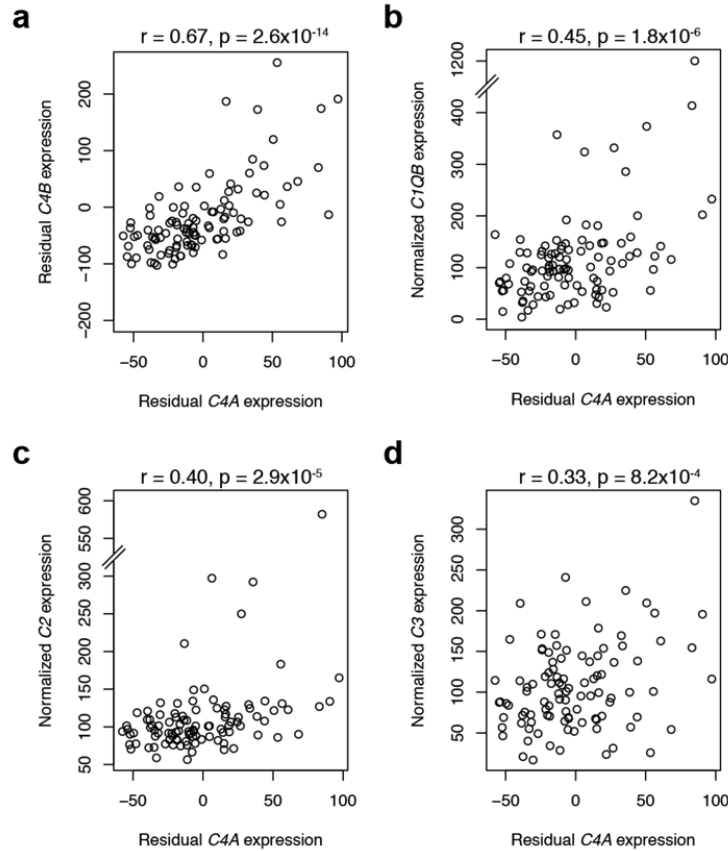 a
r = 0.67, p = 2.6x10-14
Residual C4B expression
200
100
0
−100
−200
−50
0
50
100
Residual C4A expression
b
r = 0.45, p = 1.8x10-6
Normalized C1QB expression
1200
400
300
200
100
0
−50
0
50
100
Residual C4A expression
c
r = 0.40, p = 2.9x10-5
Normalized C2 expression
600
550
300
250
200
150
100
50
−50
0
50
100
Residual C4A expression
d
r = 0.33, p = 8.2x10-4
Normalized C3 expression
300
250
200
150
100
50
−50
0
50
100
Residual C4A expression